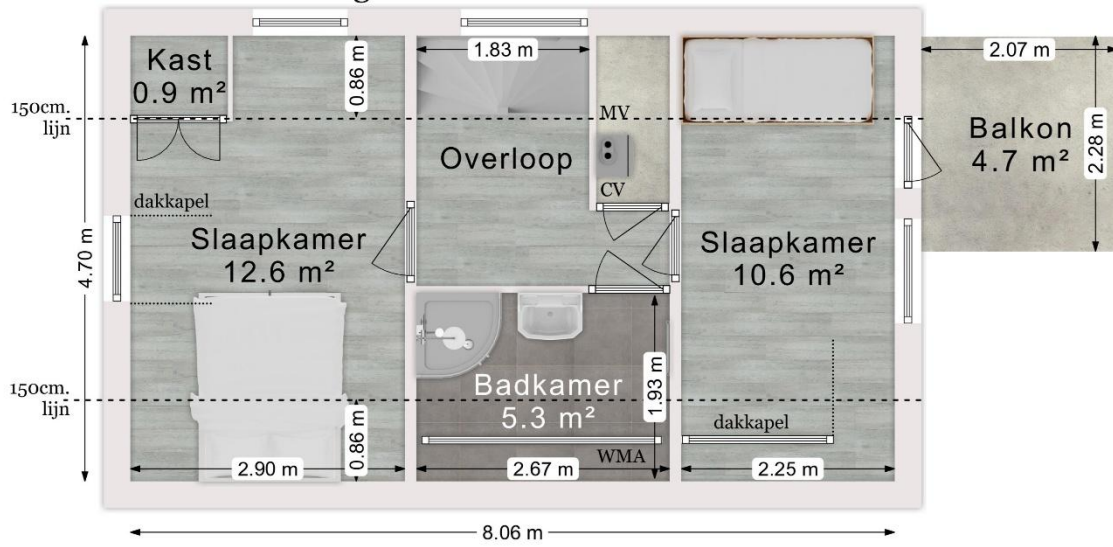 Kast
0.9 m²
0.86 m
1.83 m
2.07 m
150cm.
lijn
MV
Balkon
4.7 m²
2.28 m
Overloop
CV
dakkapel
4.70 m
Slaapkamer
12.6 m²
Slaapkamer
10.6 m²
Badkamer
5.3 m²
1.93 m
150cm.
lijn
0.86 m
dakkapel
WMA
2.90 m
2.67 m
2.25 m
8.06 m